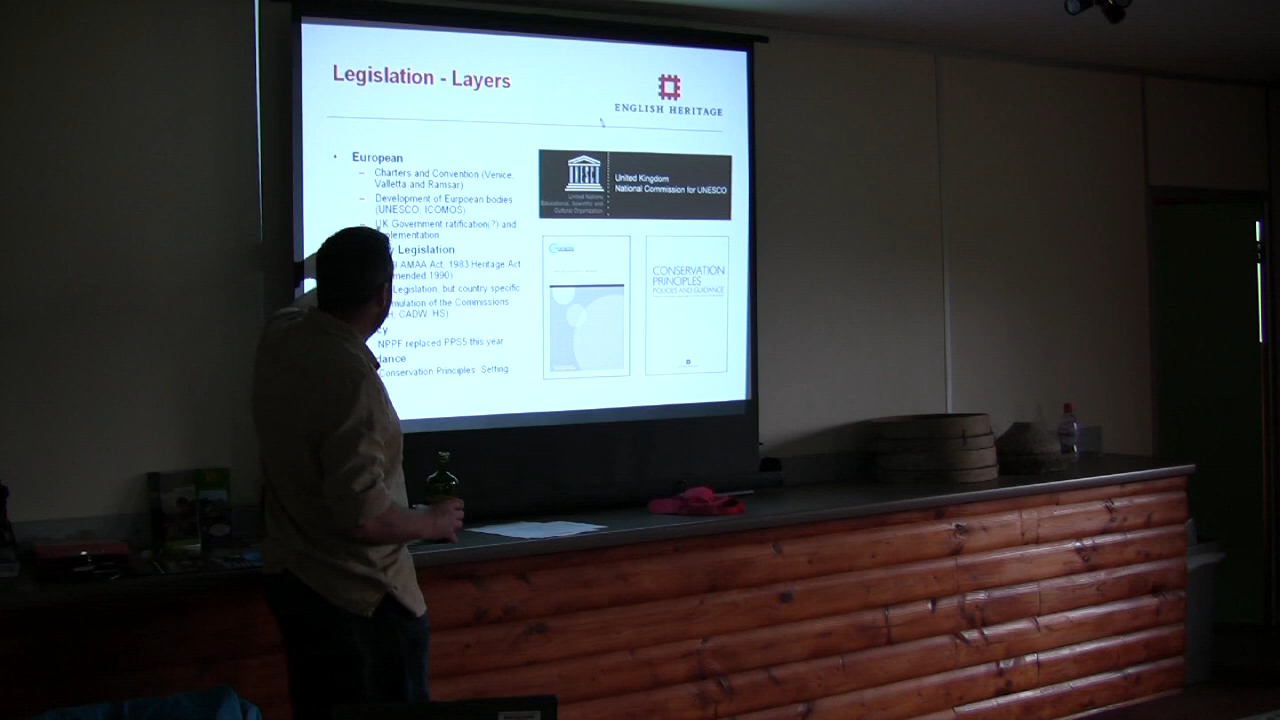 Legislation - Layers
ENGLISH HERITAGE
• European
– Charters and Convention (Venice,
Valletta and Ramsar)
– Development of Eurpoean bodies
(UNESCO, ICOMOS)
UK Government ratification(?) and
plementation
y Legislation
AMAA Act, 1983 Heritage Act
mended 1990)
Legislation, but country specific
mulation of the Commissions
H, CADW, HS)
cy
NPPF replaced PPS5 this year
dance
Conservation Principles, Setting
United Nations
Educational, Scientific and
Cultural Organization
United Kingdom
National Commission for UNESCO
CONSERVATION
PRINCIPLES
POLICIES AND GUIDANCE